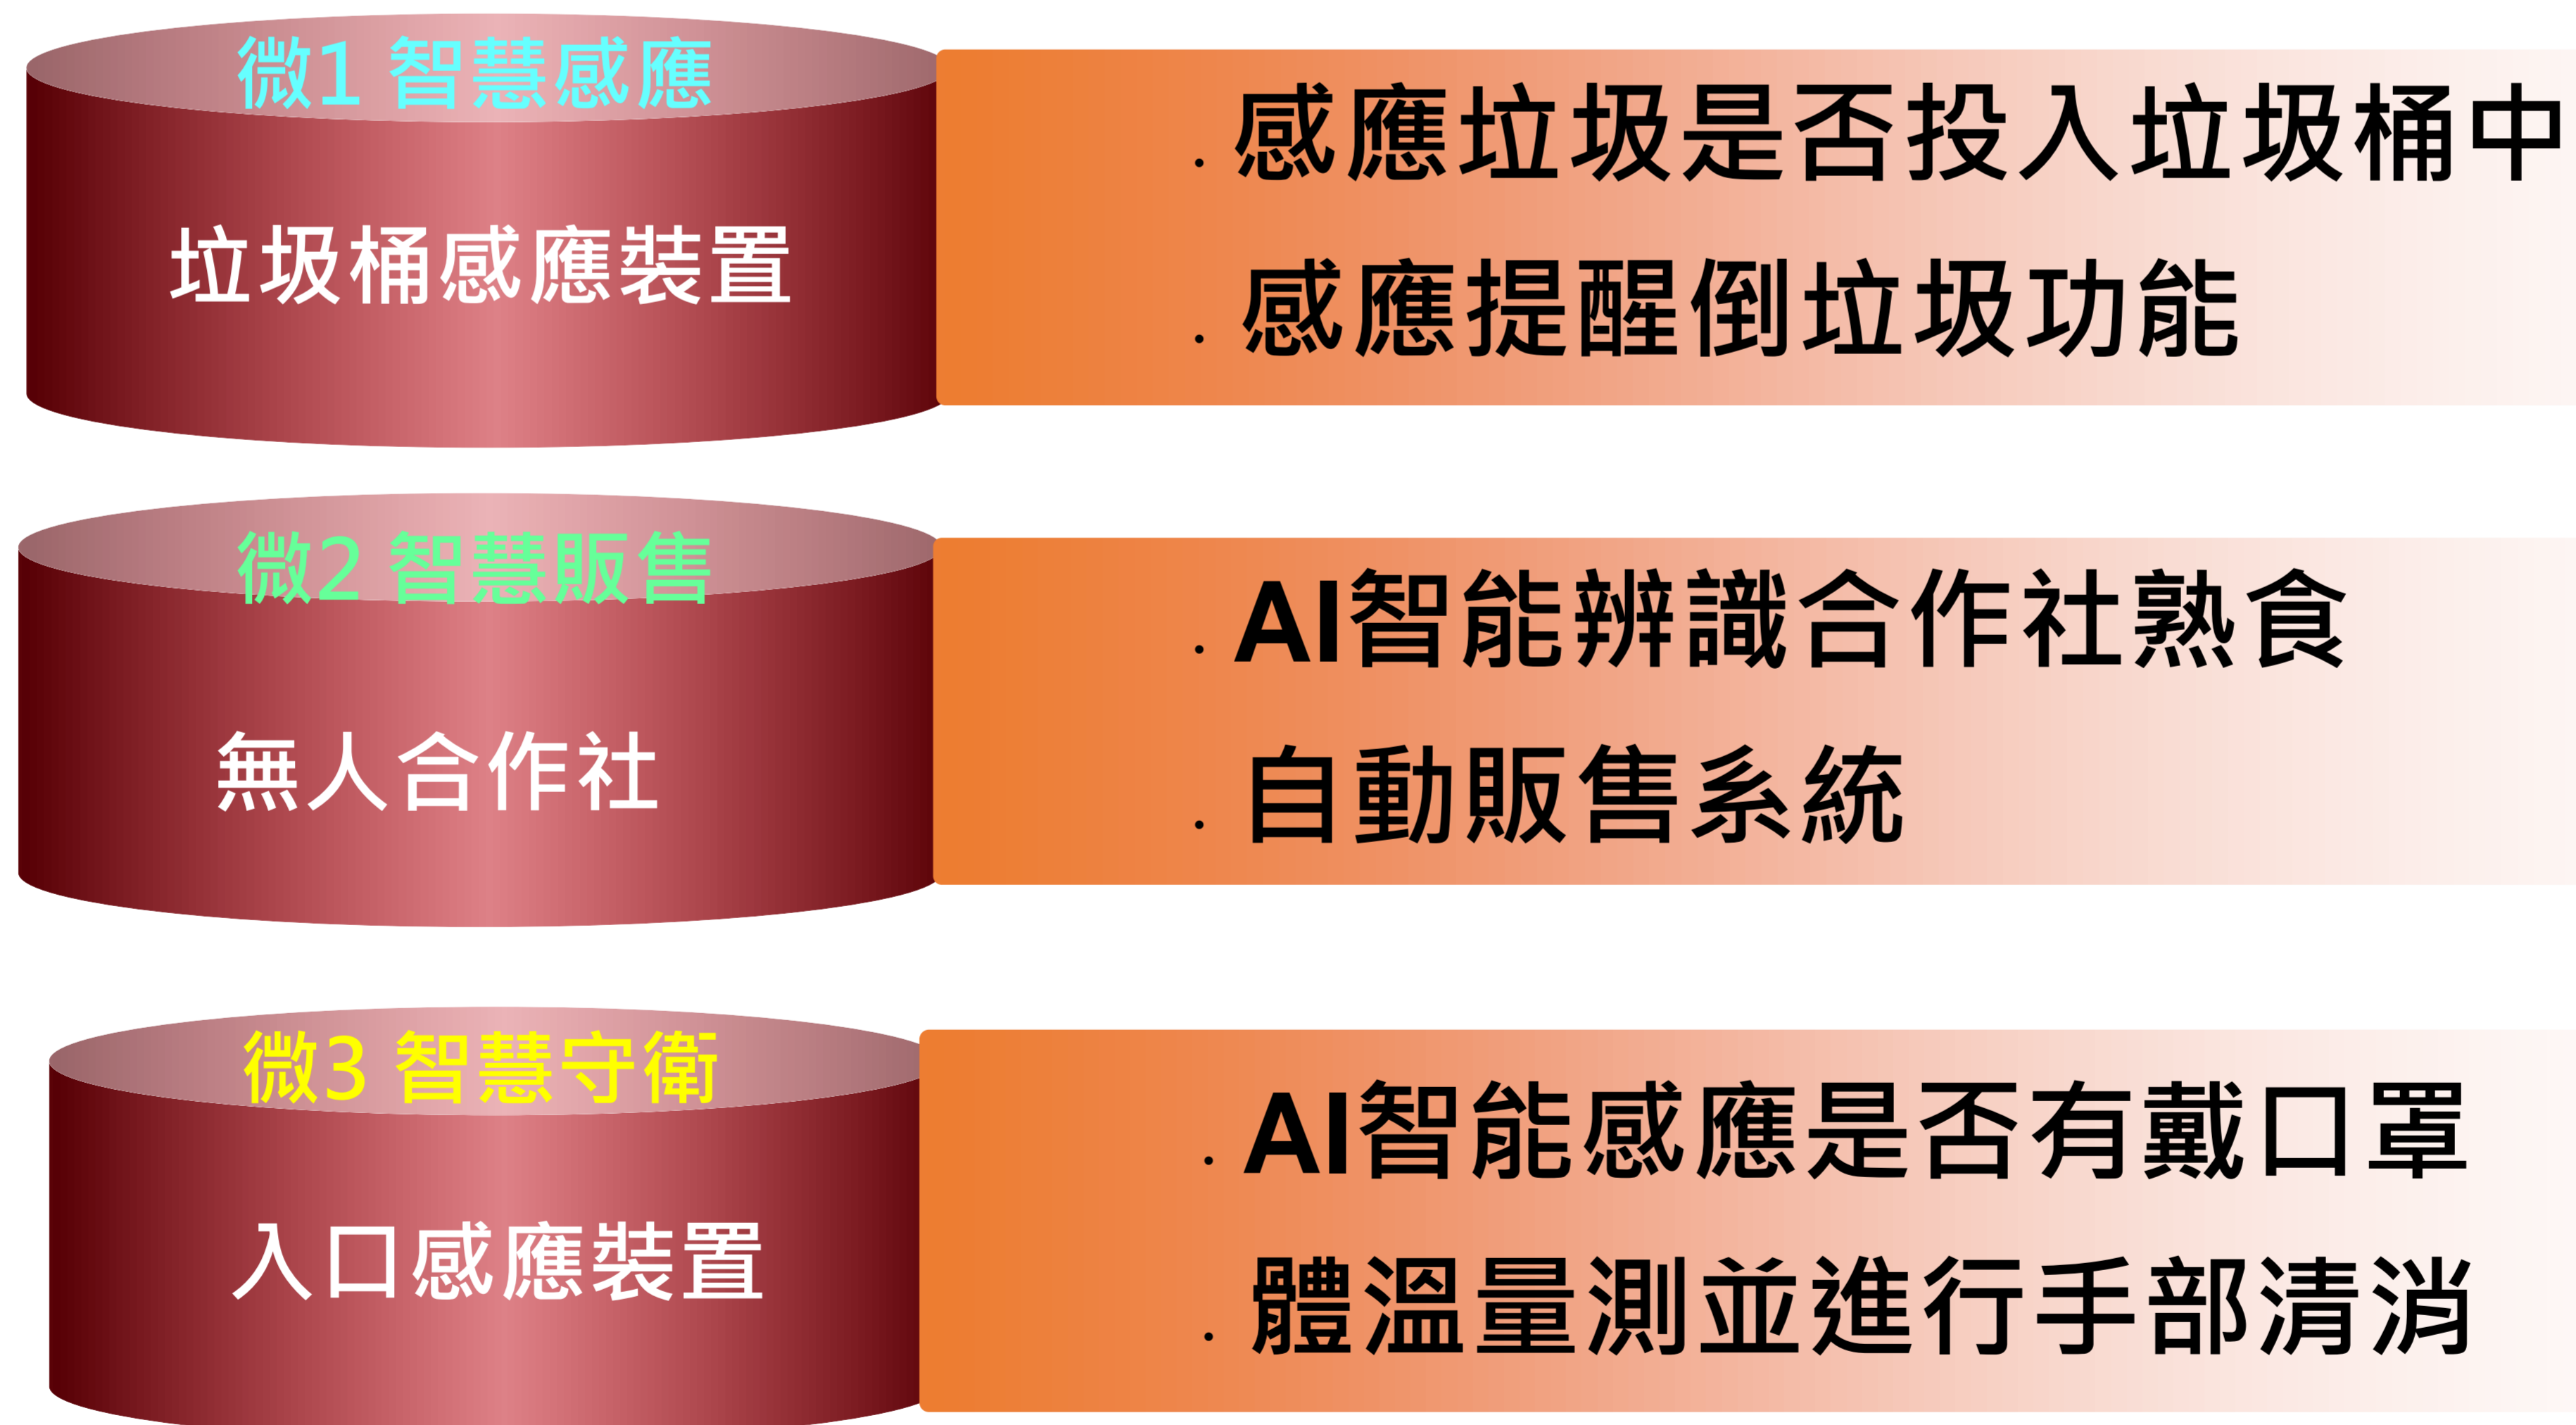 微1 智慧感應
垃圾桶感應裝置
. 感應垃圾是否投入垃圾桶中
. 感應提醒倒垃圾功能
微2 智慧販售
無人合作社
. AI智能辨識合作社熟食
. 自動販售系統
微3 智慧守衛
入口感應裝置
. AI智能感應是否有戴口罩
. 體溫量測並進行手部清消